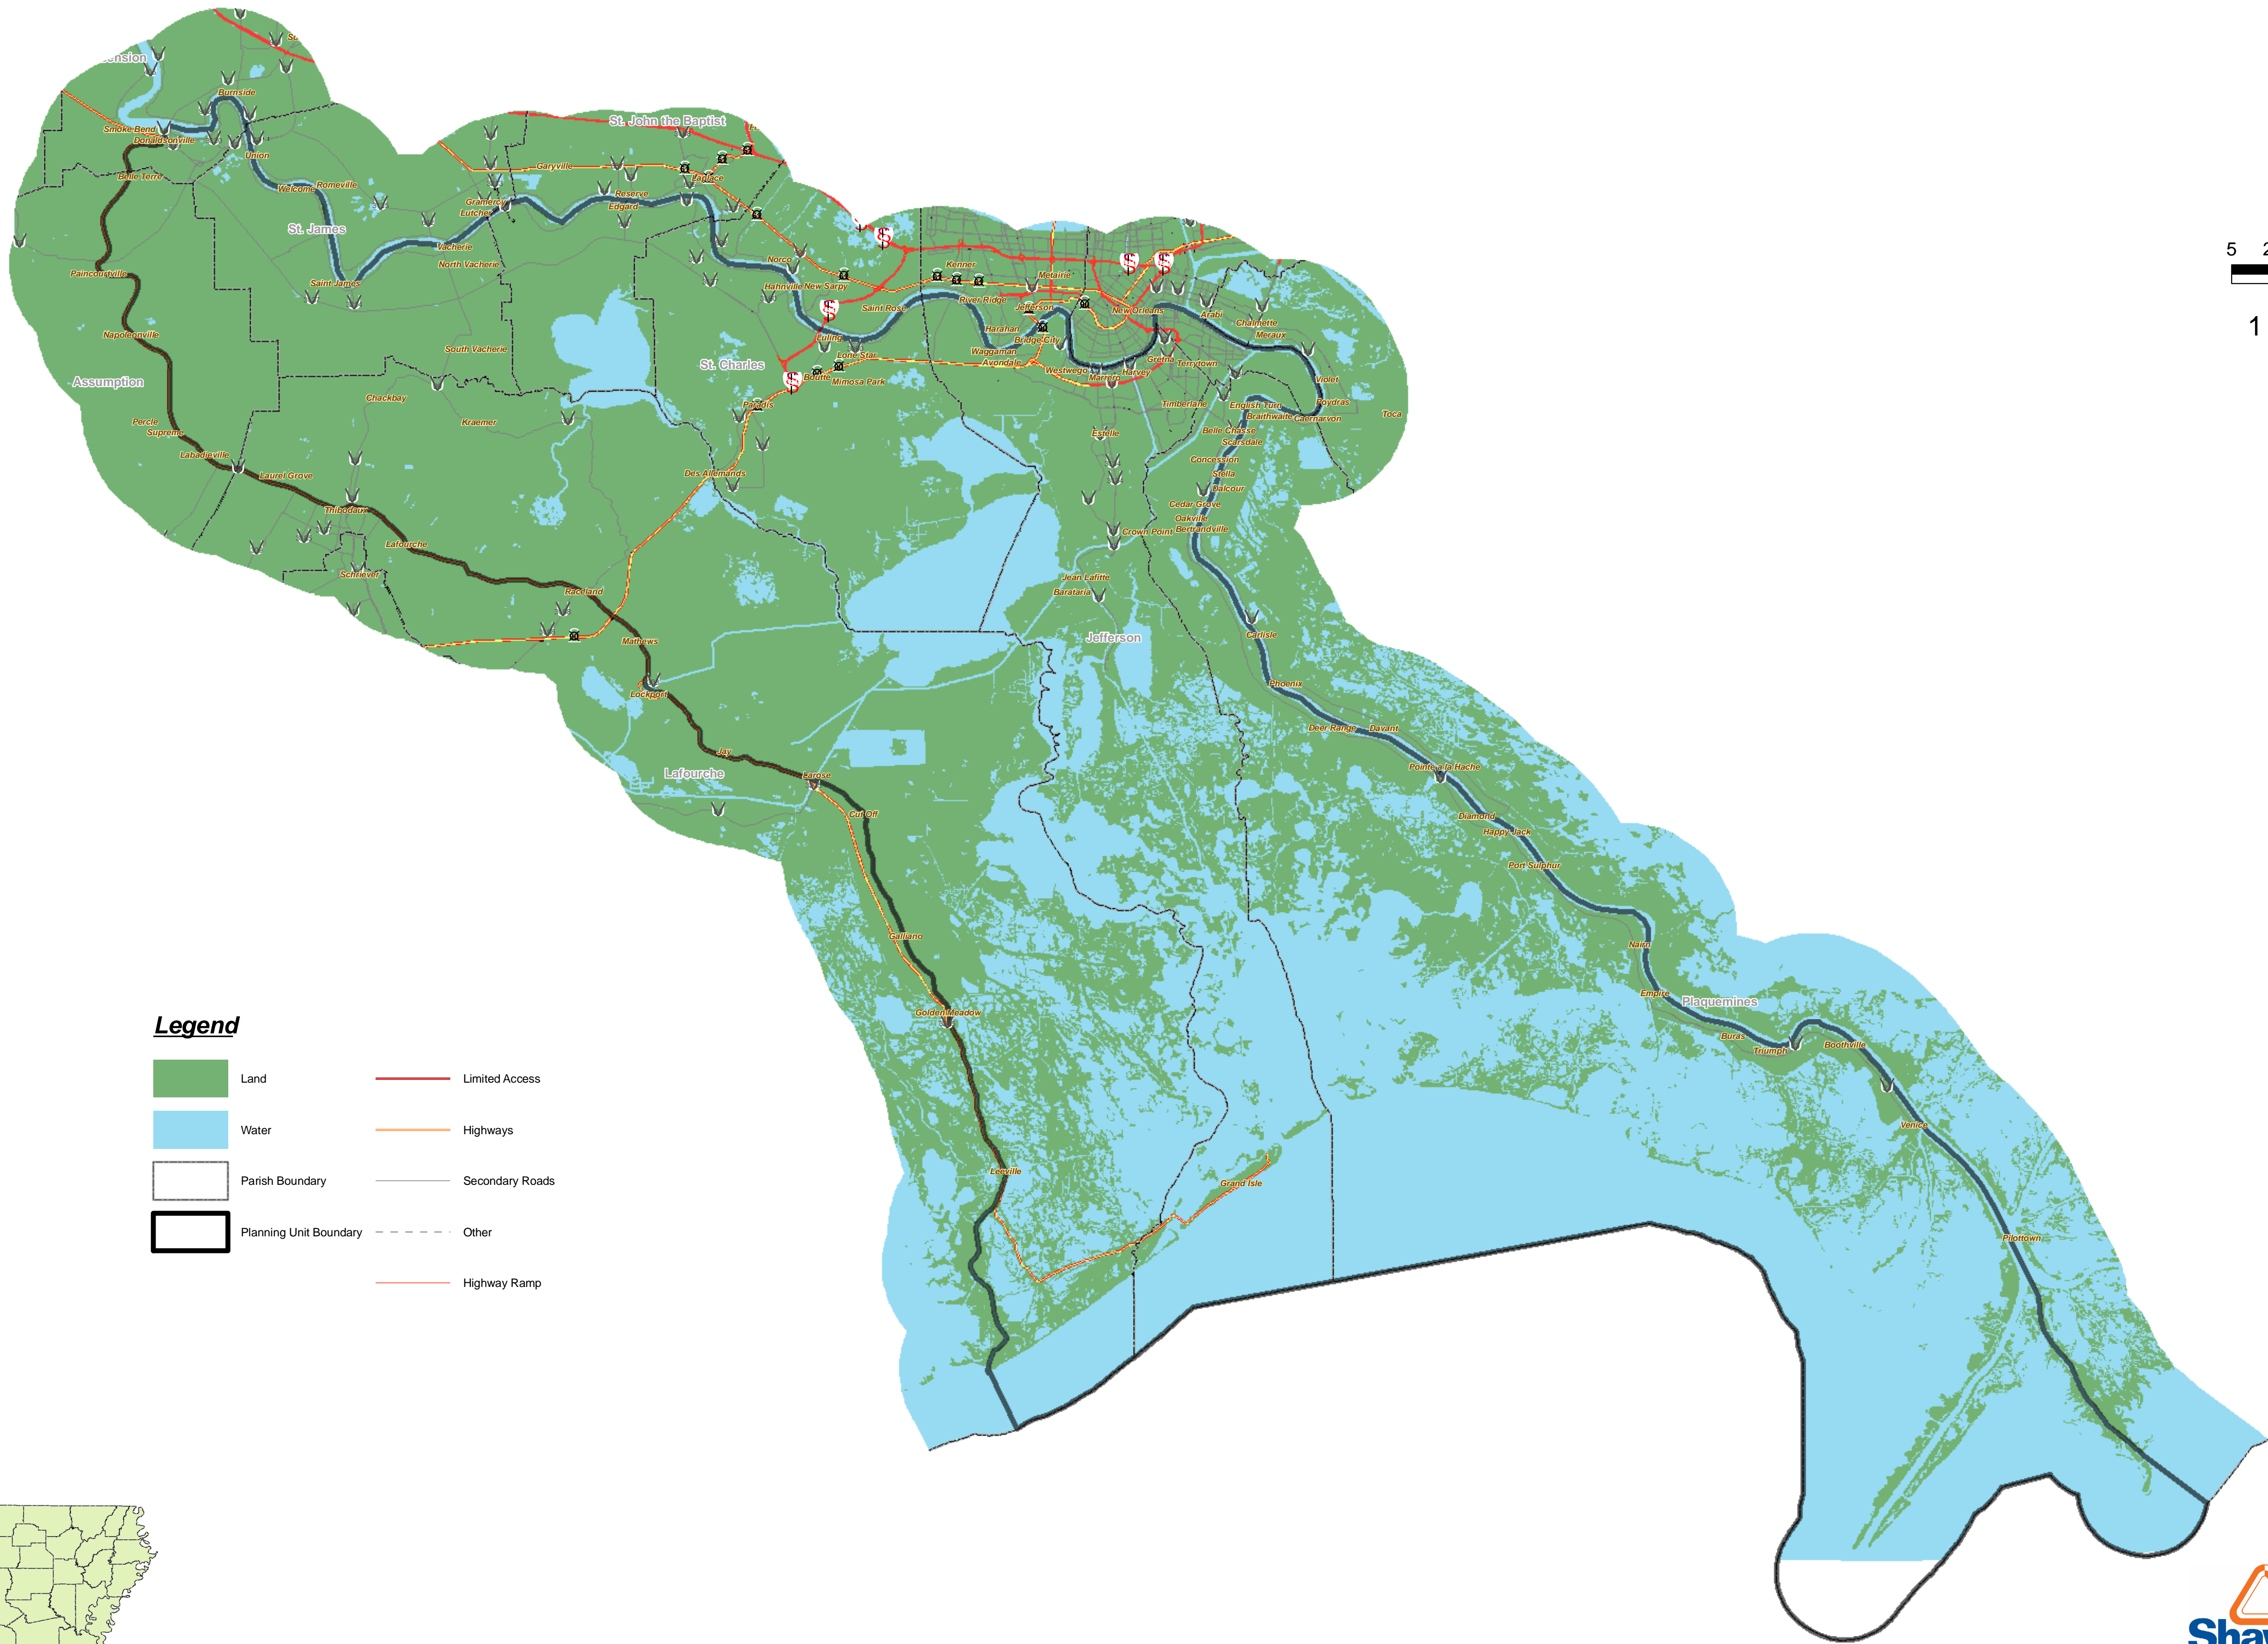 ension
Burnside
Smoke Bend
Donaldsonville
Union
Belle Terre
Welcome
Romeville
St. James
Paincourtville
Saint James
Napoleonville
Assumption
Percle
Supreme
Labadieville
Laurel Grove
Thibodaux
Lafourche
Schriever
Chackbay
Kraemer
South Vacherie
North Vacherie
Vacherie
Gramercy
Lutcher
Garyville
St. John the Baptist
Laplace
Reserve
Edgard
Norco
Hahnville
New Sarpy
Saint Rose
Luling
Lone Star
St. Charles
Boutte
Mimosa Park
Paradis
Des Allemands
Kenner
Metairie
River Ridge
Jefferson
Harahan
Bridge City
Waggaman
Avondale
Westwego
Marrero
Harvey
Gretna
Terrytown
New Orleans
Arabi
Chalmette
Meraux
Violet
Poydras
Toca
Timberlane
English Turn
Braithwaite
Caernarvon
Belle Chasse
Scarsdale
Estelle
Concession
Stella
Dalcour
Cedar Grove
Oakville
Bertrandville
Crown Point
Jean Lafitte
Barataria
Jefferson
Carlisle
Phoenix
Deer Range
Davant
Pointe a la Hache
Diamond
Happy Jack
Port Sulphur
Nairn
Empire
Plaquemines
Buras
Triumph
Boothville
Venice
Pilottown
Raceland
Mathews
Lockport
Jay
Lafourche
Larose
Cut Off
Galliano
Golden Meadow
Leeville
Grand Isle
5 2
1
Legend
Land
Water
Parish Boundary
Planning Unit Boundary
Limited Access
Highways
Secondary Roads
Other
Highway Ramp